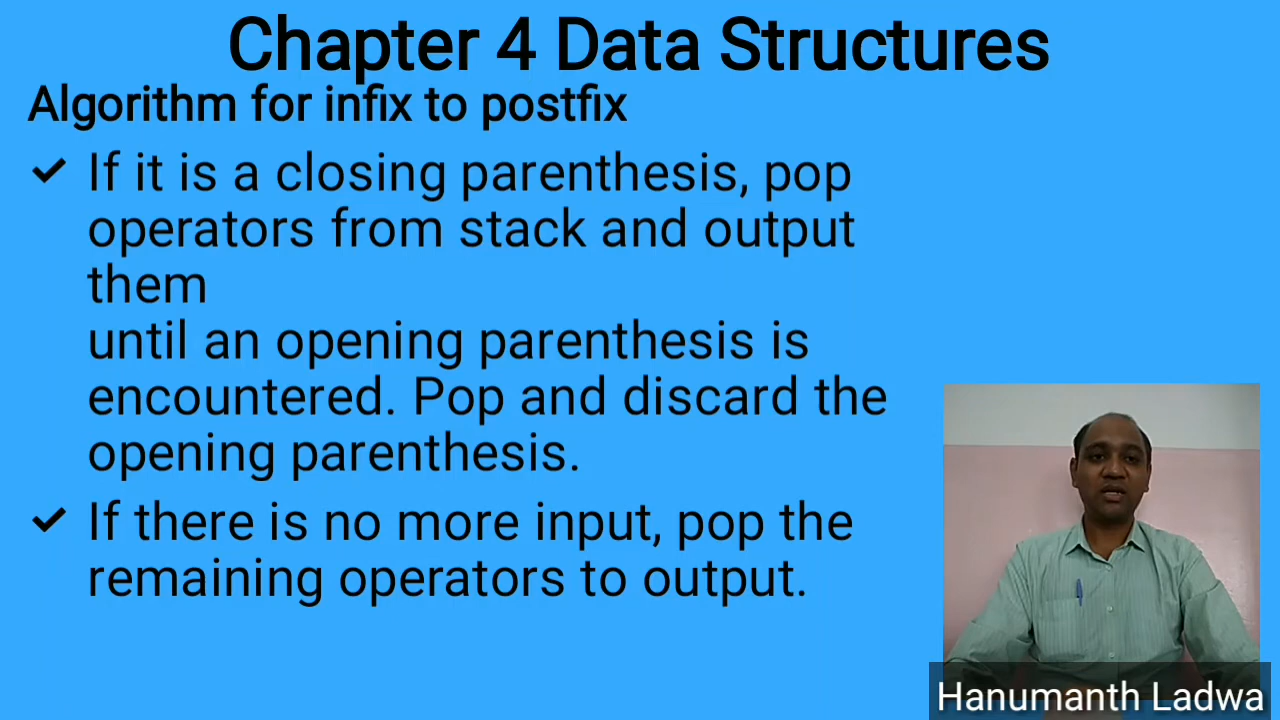 Chapter 4 Data Structures
Algorithm for infix to postfix
✔ If it is a closing parenthesis, pop
operators from stack and output
them
until an opening parenthesis is
encountered. Pop and discard the
opening parenthesis.
✔ If there is no more input, pop the
remaining operators to output.
Hanumanth Ladwa